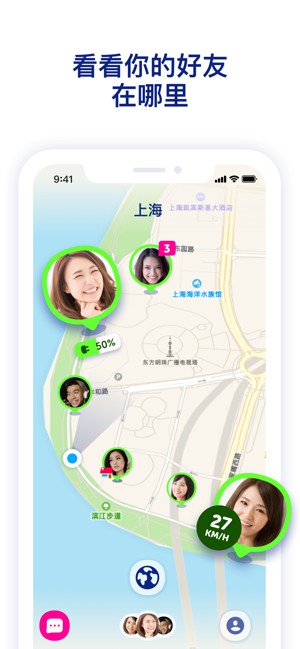 看看你的好友
在哪里
9:41
上海凯宾斯基大酒店
上海
3
东园路
上海海洋水族馆
50%
东方明珠广播电视塔
P
滨江步道
27
KM/H